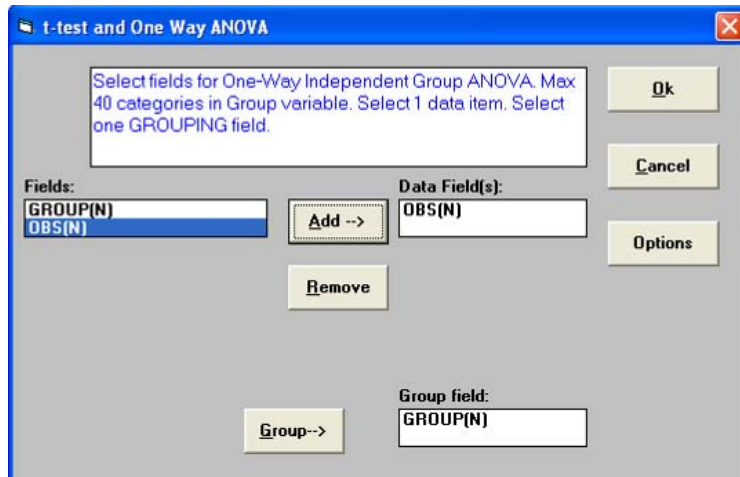 t-test and One Way ANOVA
Select fields for One-Way Independent Group ANOVA. Max
40 categories in Group variable. Select 1 data item. Select
one GROUPING field.
Ok
Cancel
Options
Fields:
GROUP(N)
OBS(N)
Add -->
Remove
Data Field(s):
OBS(N)
Group-->
Group field:
GROUP(N)